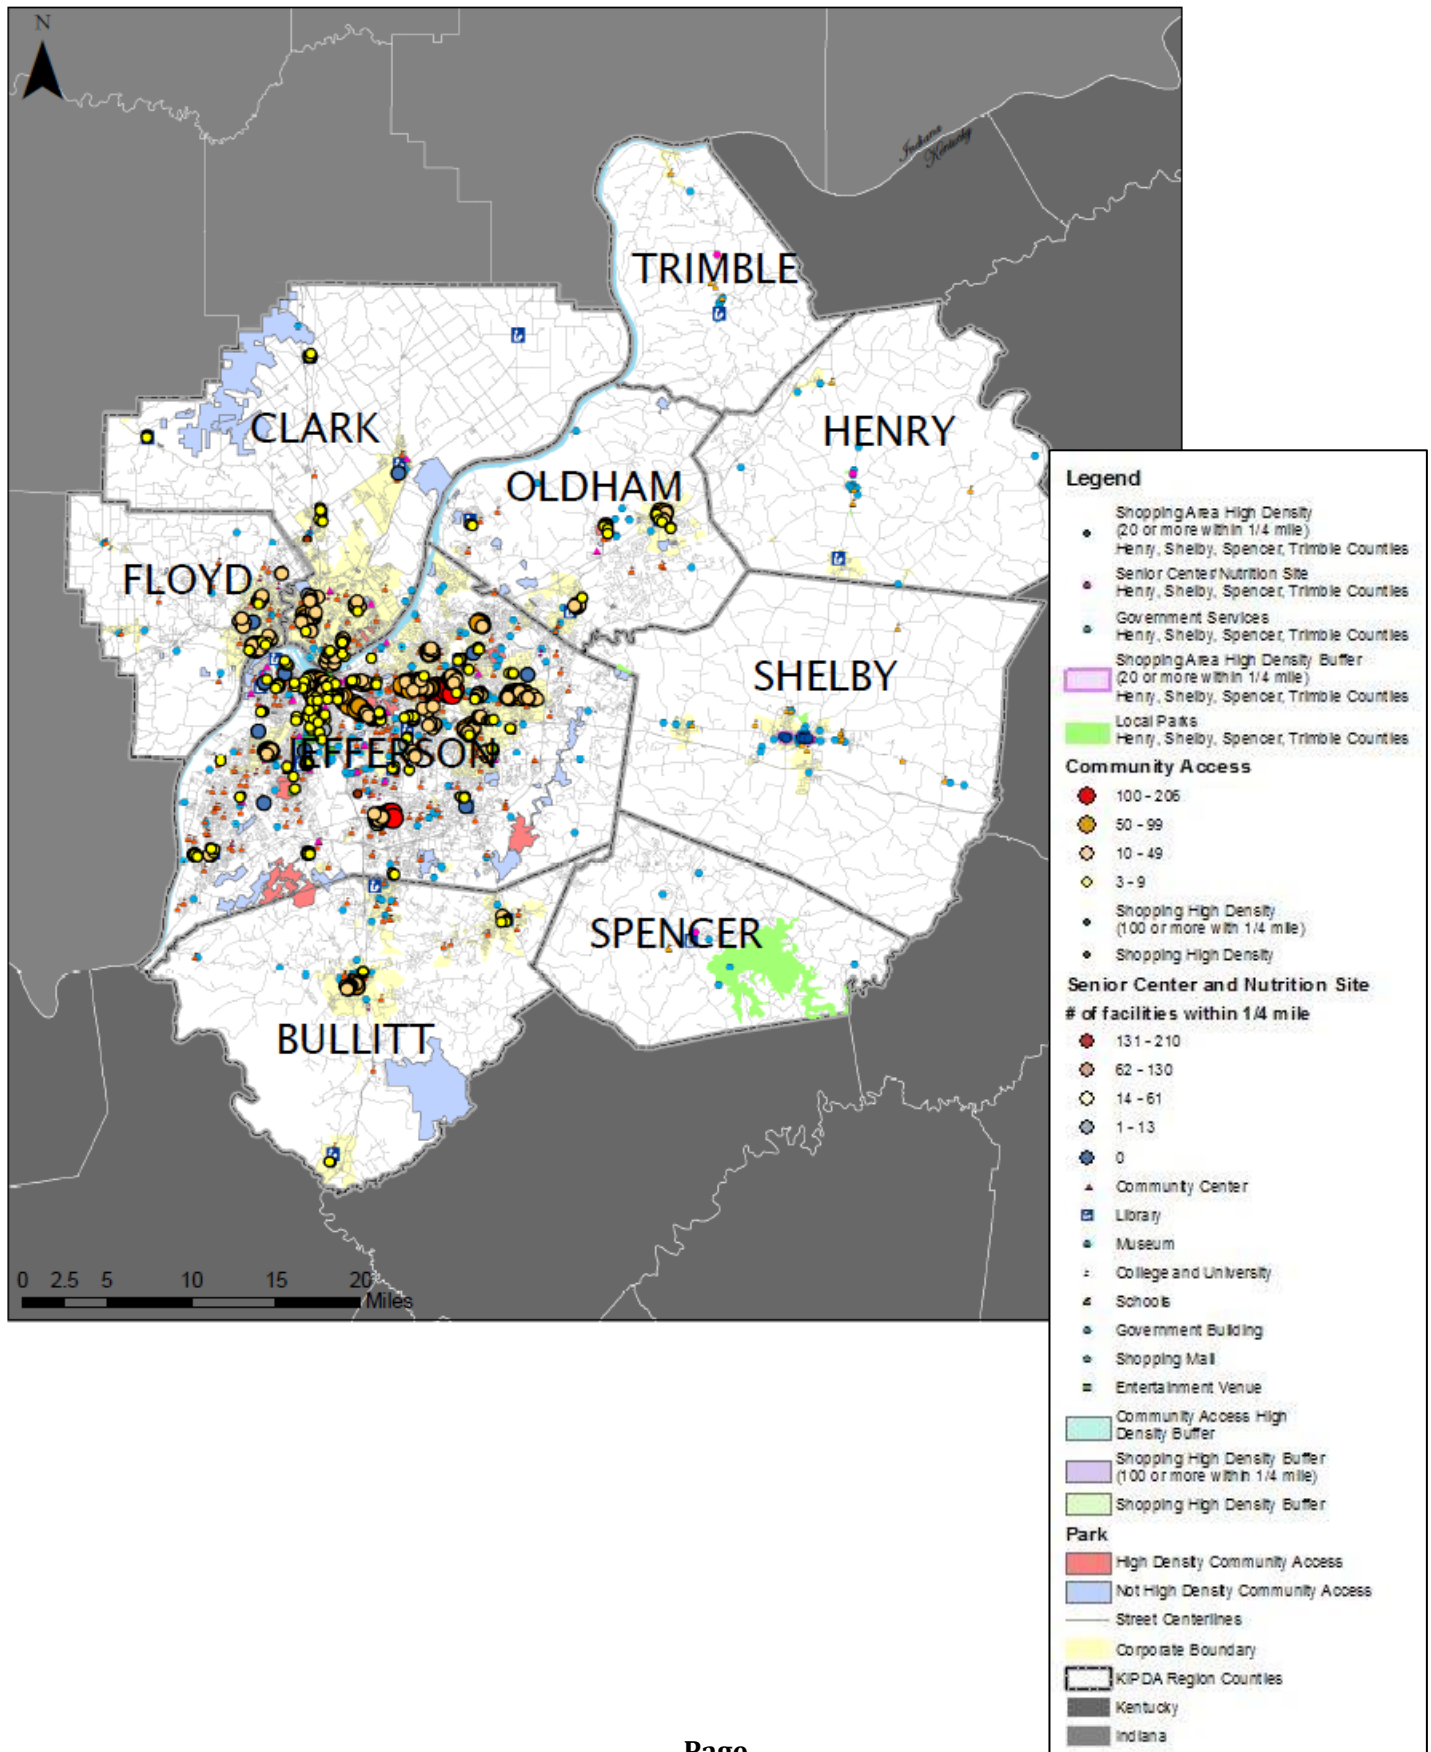 N
Indiana
Kentucky
TRIMBLE
CLARK
HENRY
OLDHAM
FLOYD
SHELBY
JEFFERSON
SPENCER
BULLITT
0 2.5 5 10 15 20
Miles
Legend
Shopping Area High Density
(20 or more within 1/4 mile)
Henry, Shelby, Spencer, Trimble Counties
Senior Center Nutrition Site
Henry, Shelby, Spencer, Trimble Counties
Government Services
Henry, Shelby, Spencer, Trimble Counties
Shopping Area High Density Buffer
(20 or more within 1/4 mile)
Henry, Shelby, Spencer, Trimble Counties
Local Parks
Henry, Shelby, Spencer, Trimble Counties
Community Access
100 - 206
50 - 99
10 - 49
3 - 9
Shopping High Density
(100 or more with 1/4 mile)
Shopping High Density
Senior Center and Nutrition Site
# of facilities within 1/4 mile
131 - 210
62 - 130
14 - 61
1 - 13
0
Community Center
Library
Museum
College and University
Schools
Government Building
Shopping Mall
Entertainment Venue
Community Access High
Density Buffer
Shopping High Density Buffer
(100 or more within 1/4 mile)
Shopping High Density Buffer
Park
High Density Community Access
Not High Density Community Access
Street Centerlines
Corporate Boundary
KIPDA Region Counties
Kentucky
Indiana
Page